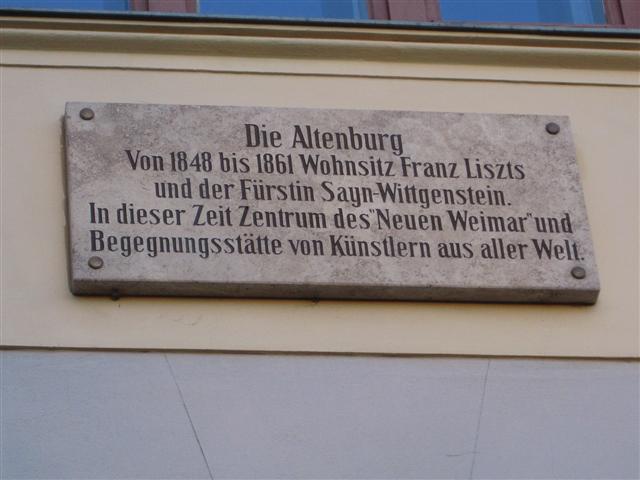 Die Altenburg
Von 1848 bis 1861 Wohnsitz Franz Liszts
und der Fürstin Sayn-Wittgenstein.
In dieser Zeit Zentrum des "Neuen Weimar" und
Begegnungsstätte von Künstlern aus aller Welt.